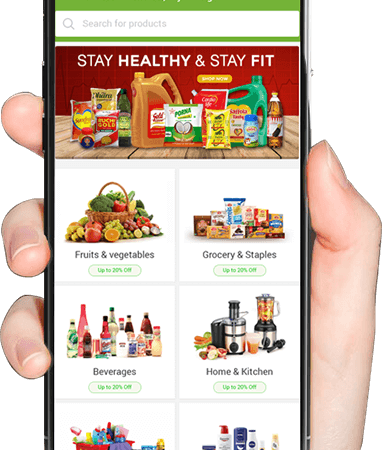 Search for products
STAY HEALTHY & STAY FIT
SHOP NOW
Fruits & vegetables
Up to 20% Off
Grocery & Staples
Up to 20% Off
Beverages
Up to 20% Off
Home & Kitchen
Up to 20% Off